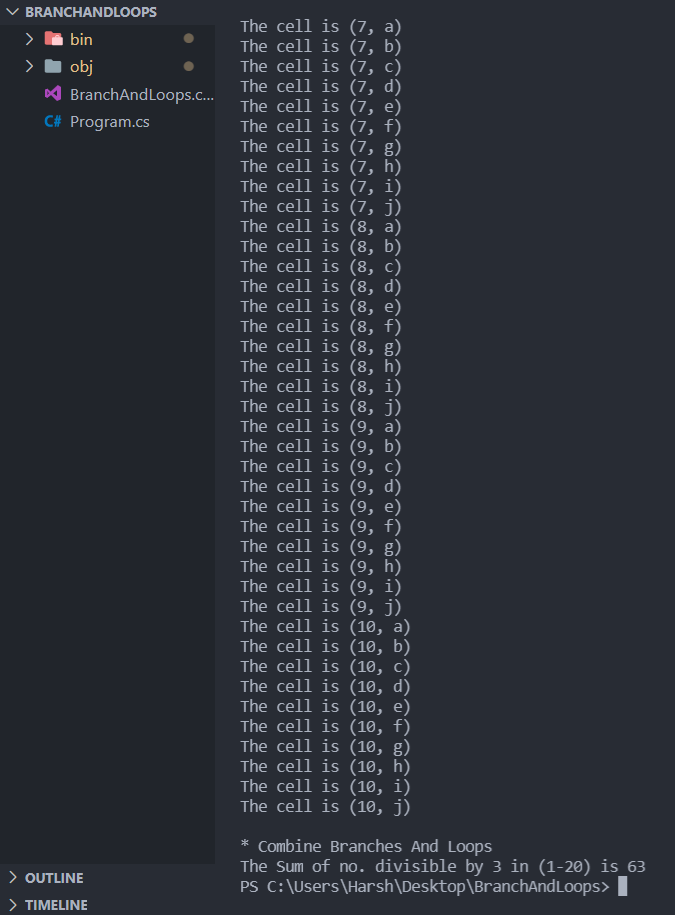 BRANCHANDLOOPS
bin
obj
BranchAndLoops.c...
Program.cs
OUTLINE
TIMELINE
The cell is (7, a)
The cell is (7, b)
The cell is (7, c)
The cell is (7, d)
The cell is (7, e)
The cell is (7, f)
The cell is (7, g)
The cell is (7, h)
The cell is (7, i)
The cell is (7, j)
The cell is (8, a)
The cell is (8, b)
The cell is (8, c)
The cell is (8, d)
The cell is (8, e)
The cell is (8, f)
The cell is (8, g)
The cell is (8, h)
The cell is (8, i)
The cell is (8, j)
The cell is (9, a)
The cell is (9, b)
The cell is (9, c)
The cell is (9, d)
The cell is (9, e)
The cell is (9, f)
The cell is (9, g)
The cell is (9, h)
The cell is (9, i)
The cell is (9, j)
The cell is (10, a)
The cell is (10, b)
The cell is (10, c)
The cell is (10, d)
The cell is (10, e)
The cell is (10, f)
The cell is (10, g)
The cell is (10, h)
The cell is (10, i)
The cell is (10, j)
* Combine Branches And Loops
The Sum of no. divisible by 3 in (1-20) is 63
PS C:\Users\Harsh\Desktop\BranchAndLoops>